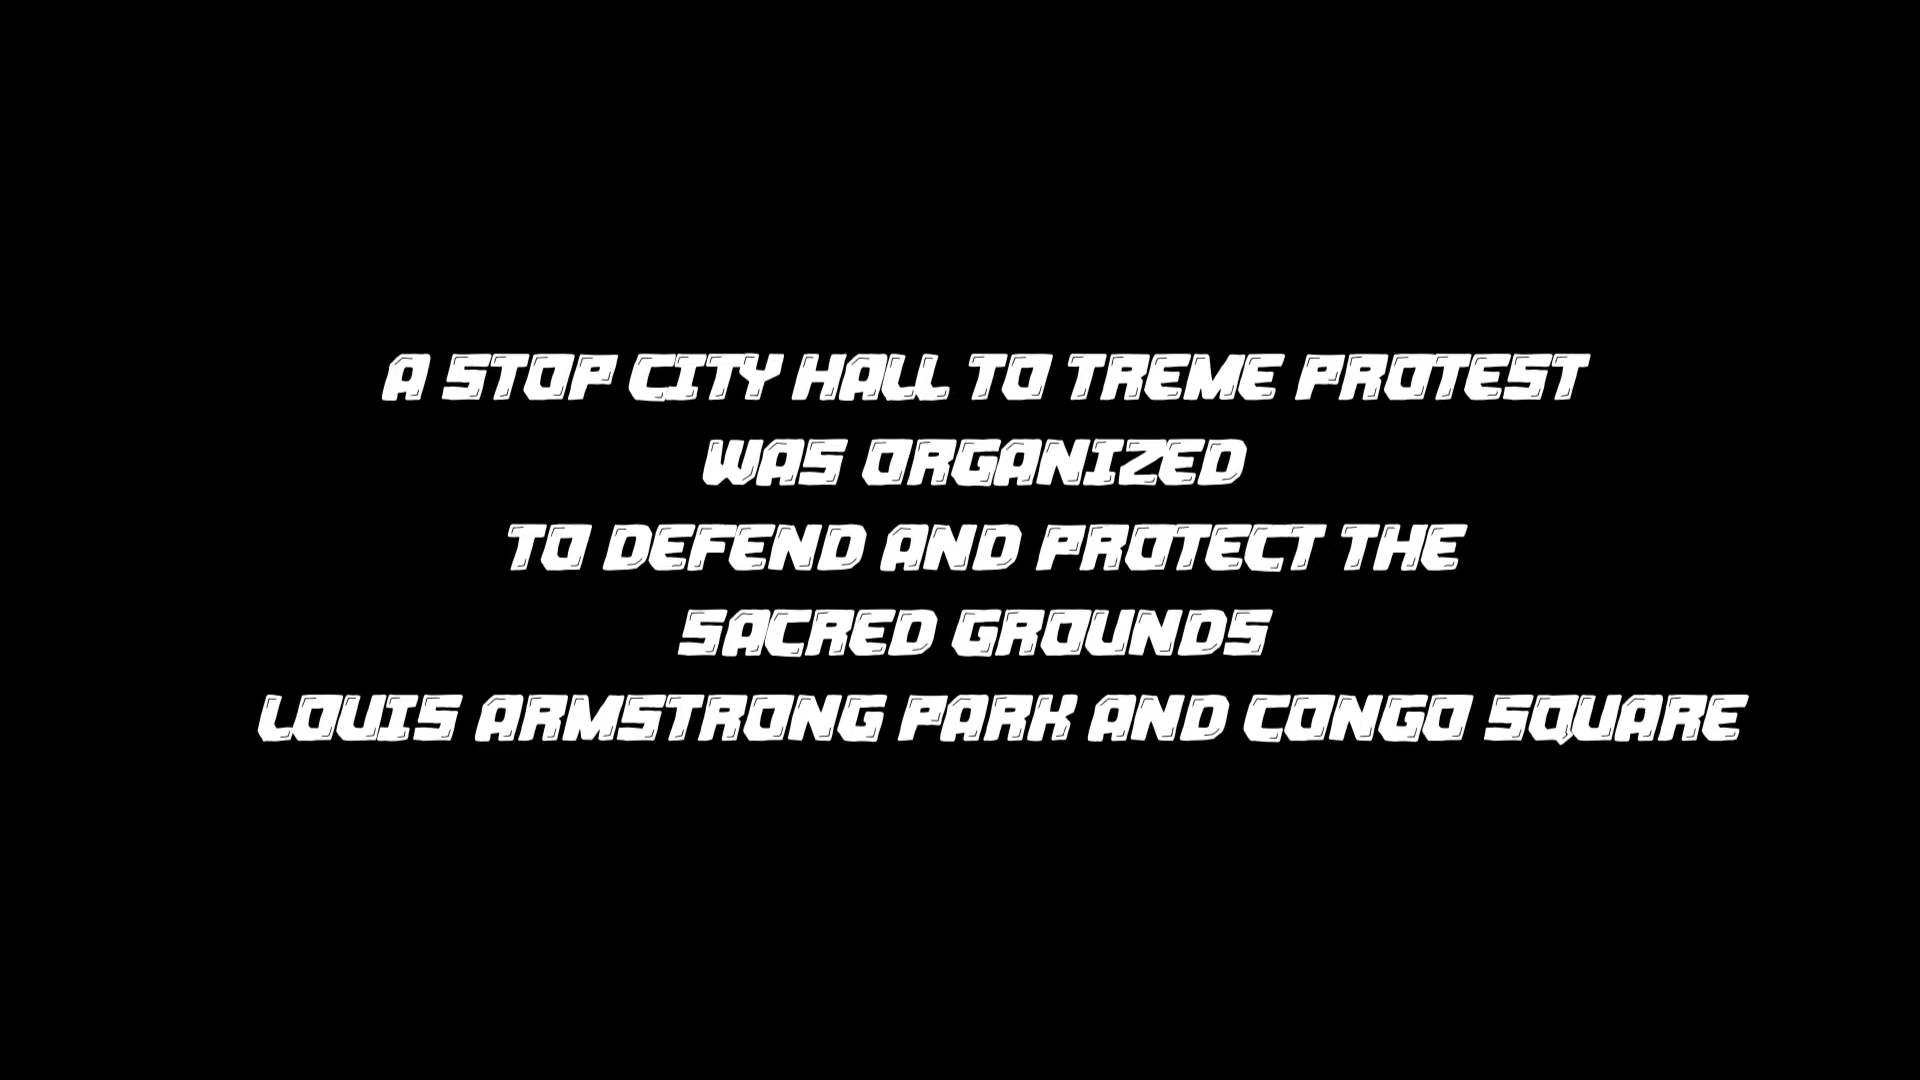 A STOP CITY HALL TO TREME PROTEST
WAS ORGANIZED
TO DEFEND AND PROTECT THE
SACRED GROUNDS
LOUIS ARMSTRONG PARK AND CONGO SQUARE